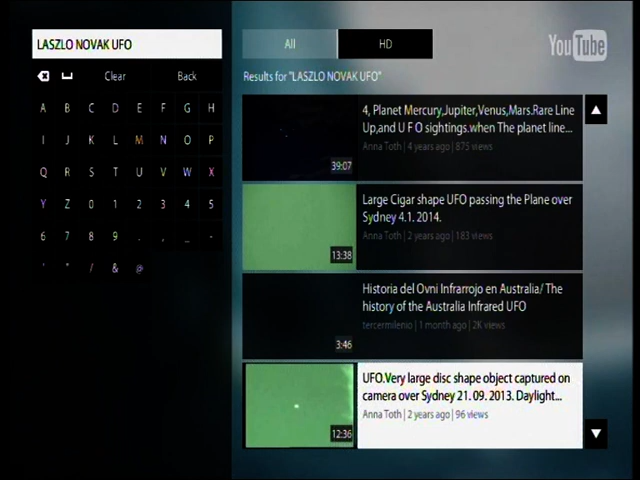 LASZLO NOVAK UFO
All
HD
YouTube
Clear
Back
Results for "LASZLO NOVAK UFO"
A B C D E F G H
I J K L M N O P
Q R S T U V W X
Y Z 0 1 2 3 4 5
6 7 8 9 . , _ -
' " / & @
4, Planet Mercury,Jupiter,Venus,Mars.Rare Line
Up,and U F O sightings.when The planet line...
Anna Toth | 4 years ago | 875 views
39:07
Large Cigar shape UFO passing the Plane over
Sydney 4.1. 2014.
Anna Toth | 2 years ago | 183 views
13:38
Historia del Ovni Infrarrojo en Australia/ The
history of the Australia Infrared UFO
tercermilenio | 1 month ago | 2K views
3:46
UFO.Very large disc shape object captured on
camera over Sydney 21. 09. 2013. Daylight...
Anna Toth | 2 years ago | 96 views
12:36